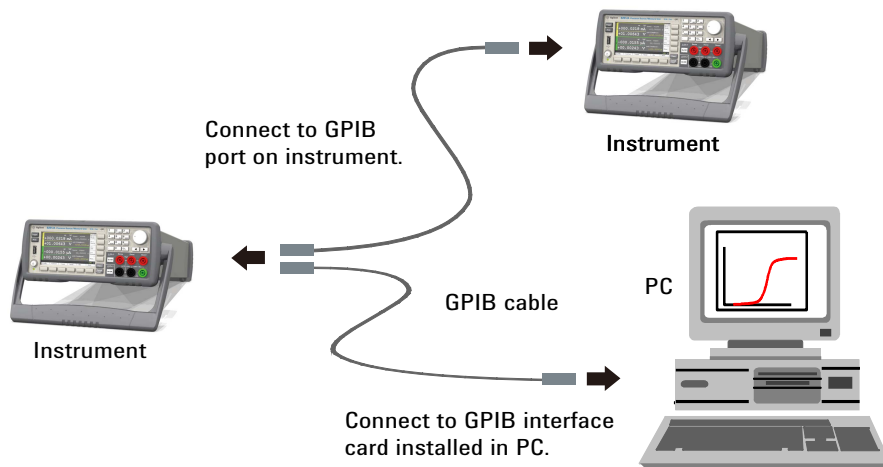 Connect to GPIB
port on instrument.
Instrument
Instrument
GPIB cable
PC
Connect to GPIB interface
card installed in PC.